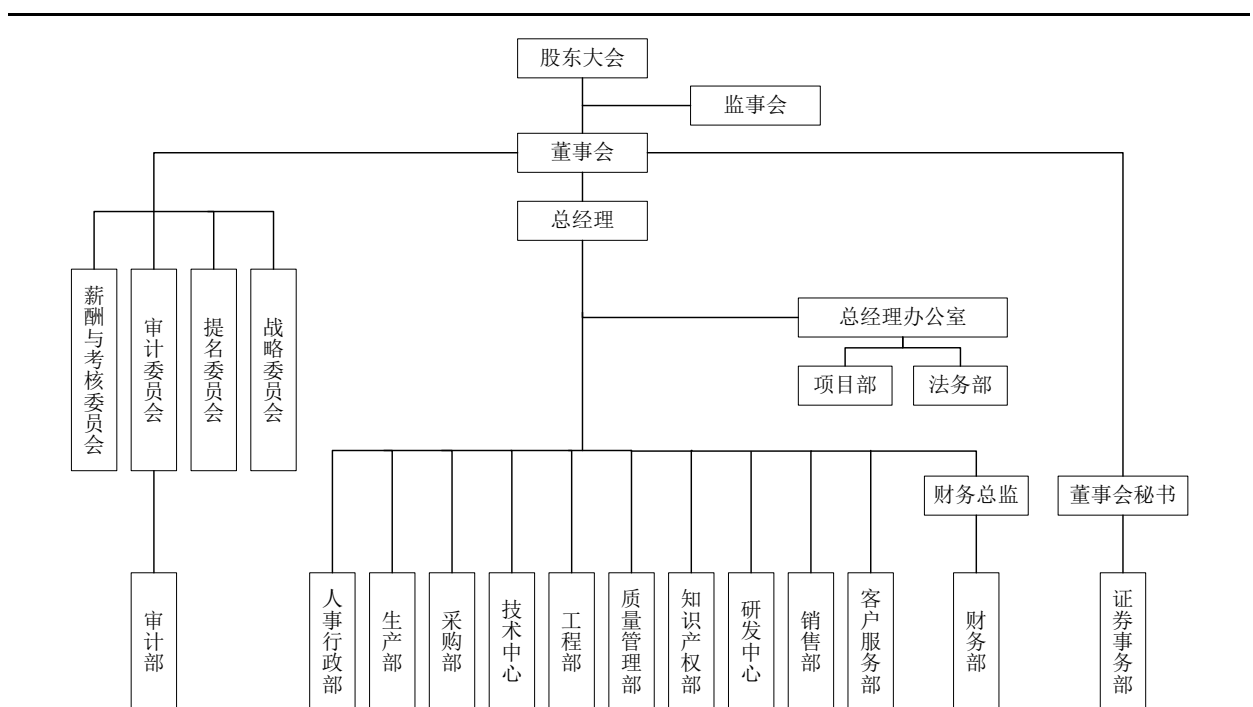 股东大会
监事会
董事会
总经理
薪酬与考核委员会
审计委员会
提名委员会
战略委员会
总经理办公室
项目部
法务部
财务总监
董事会秘书
审计部
人事行政部
生产部
采购部
技术中心
工程部
质量管理部
知识产权部
研发中心
销售部
客户服务部
财务部
证券事务部